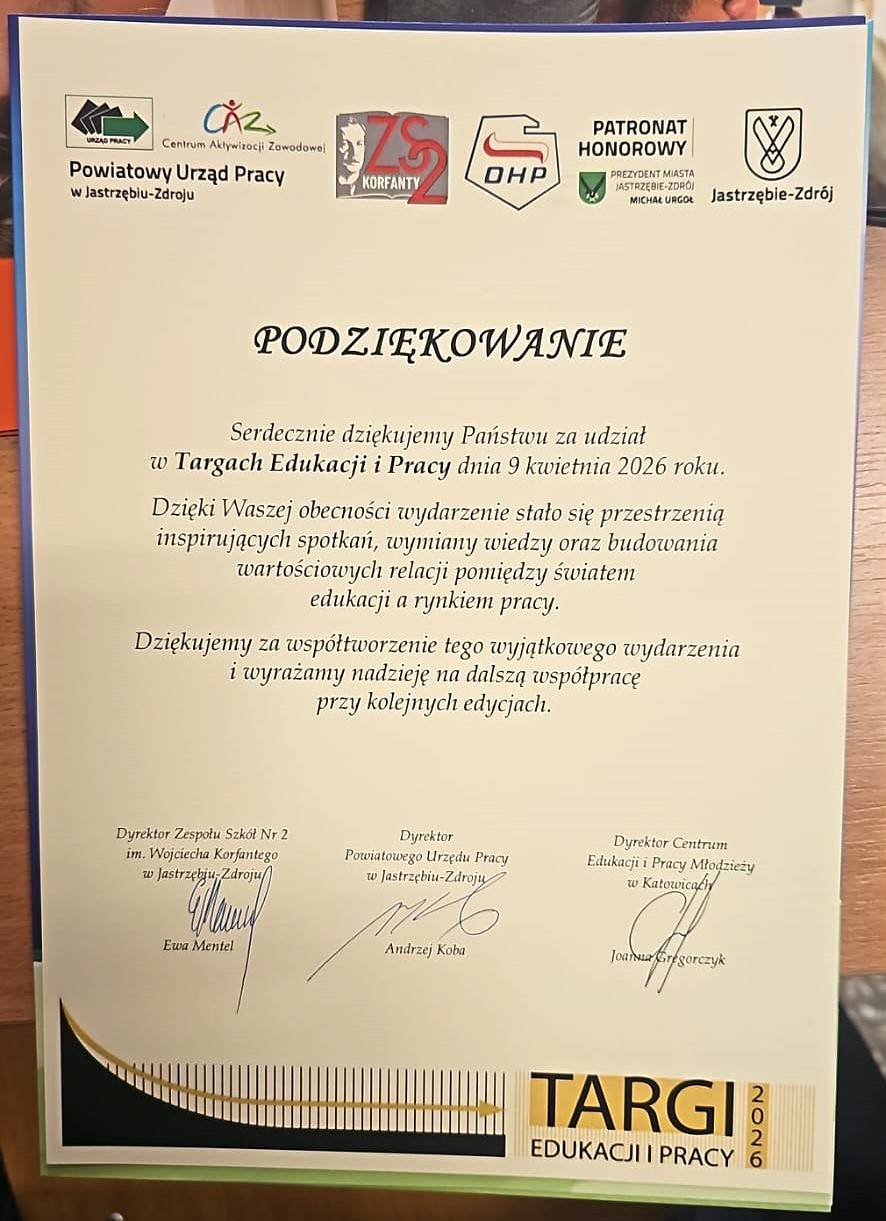 URZĄD PRACY
CAZ
Centrum Aktywizacji Zawodowej
Powiatowy Urząd Pracy
w Jastrzębiu-Zdroju
ZS2
KORFANTY
OHP
PATRONAT
HONOROWY
PREZYDENT MIASTA
JASTRZĘBIE-ZDRÓJ
MICHAŁ URGOŁ
Jastrzębie-Zdrój
PODZIĘKOWANIE
Serdecznie dziękujemy Państwu za udział
w Targach Edukacji i Pracy dnia 9 kwietnia 2026 roku.
Dzięki Waszej obecności wydarzenie stało się przestrzenią
inspirujących spotkań, wymiany wiedzy oraz budowania
wartościowych relacji pomiędzy światem
edukacji a rynkiem pracy.
Dziękujemy za współtworzenie tego wyjątkowego wydarzenia
i wyrażamy nadzieję na dalszą współpracę
przy kolejnych edycjach.
Dyrektor Zespołu Szkół Nr 2
im. Wojciecha Korfantego
w Jastrzębiu-Zdroju
Ewa Mentel
Dyrektor
Powiatowego Urzędu Pracy
w Jastrzębiu-Zdroju
Andrzej Koba
Dyrektor Centrum
Edukacji i Pracy Młodzieży
w Katowicach
Joanna Gregorczyk
TARGI
EDUKACJI I PRACY
2026